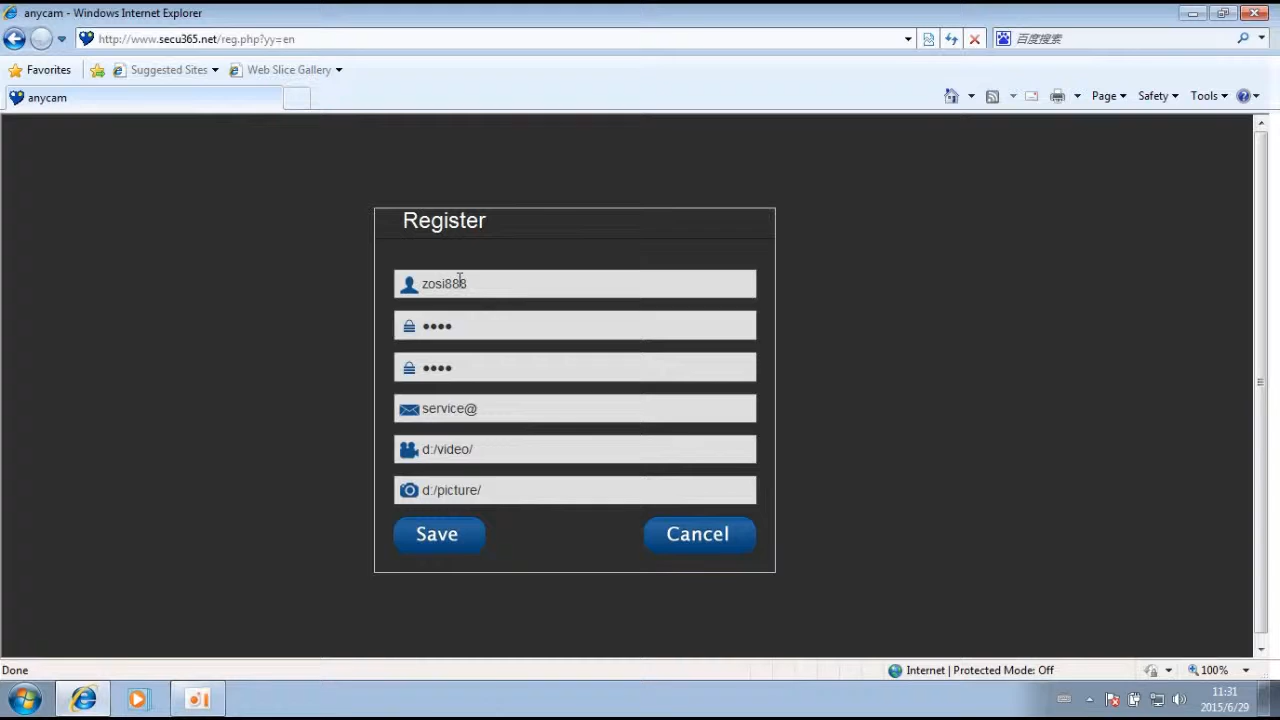 anycam - Windows Internet Explorer
http://www.secu365.net/reg.php?yy=en
百度搜索
Favorites Suggested Sites Web Slice Gallery
anycam
Page Safety Tools
Register
zosi888
••••
••••
service@
d:/video/
d:/picture/
Save Cancel
Done
Internet | Protected Mode: Off
100%
11:31
2015/6/29